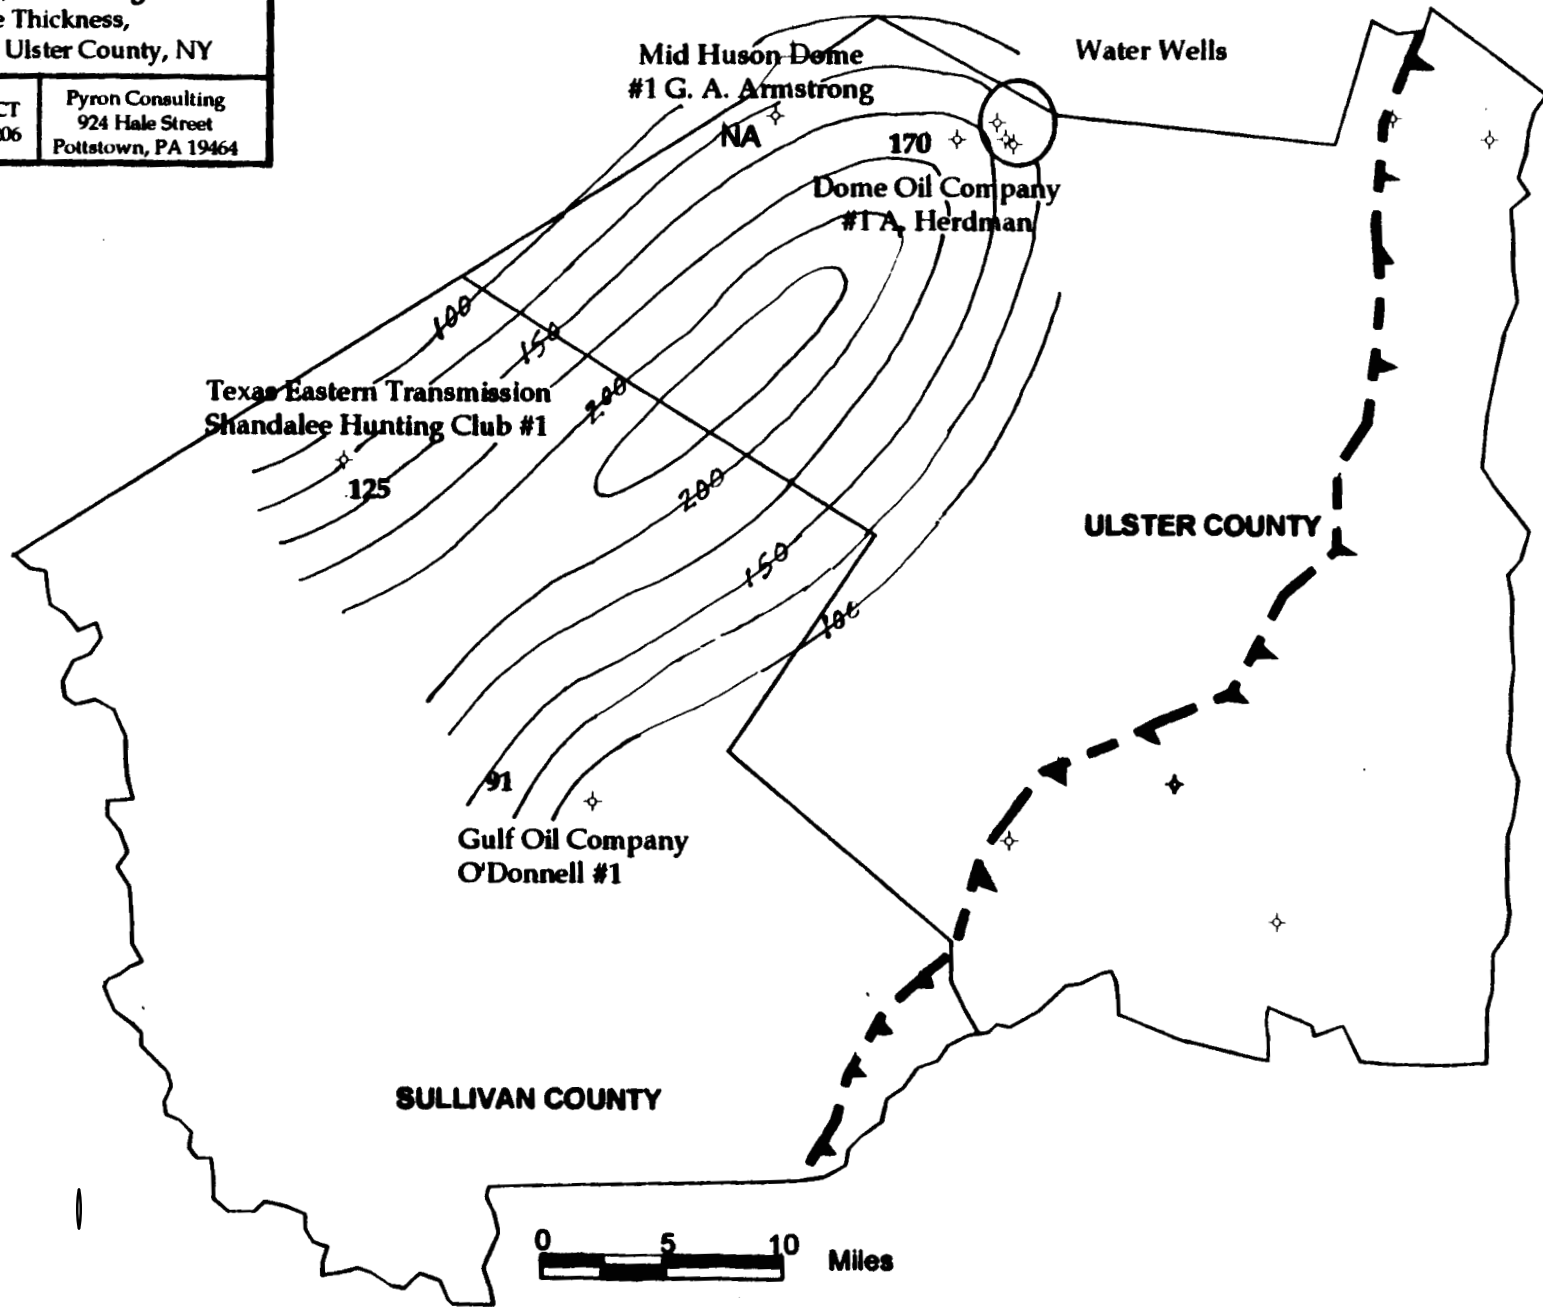 Thickness,
Ulster County, NY
CT
Pyron Consulting
924 Hale Street
Pottstown, PA 19464
Mid Huson Dome
#1 G. A. Armstrong
NA
Water Wells
170
Dome Oil Company
#1 A. Herdman
100
150
200
Texas Eastern Transmission
Shandalee Hunting Club #1
125
200
150
100
ULSTER COUNTY
91
Gulf Oil Company
O'Donnell #1
SULLIVAN COUNTY
0 5 10 Miles